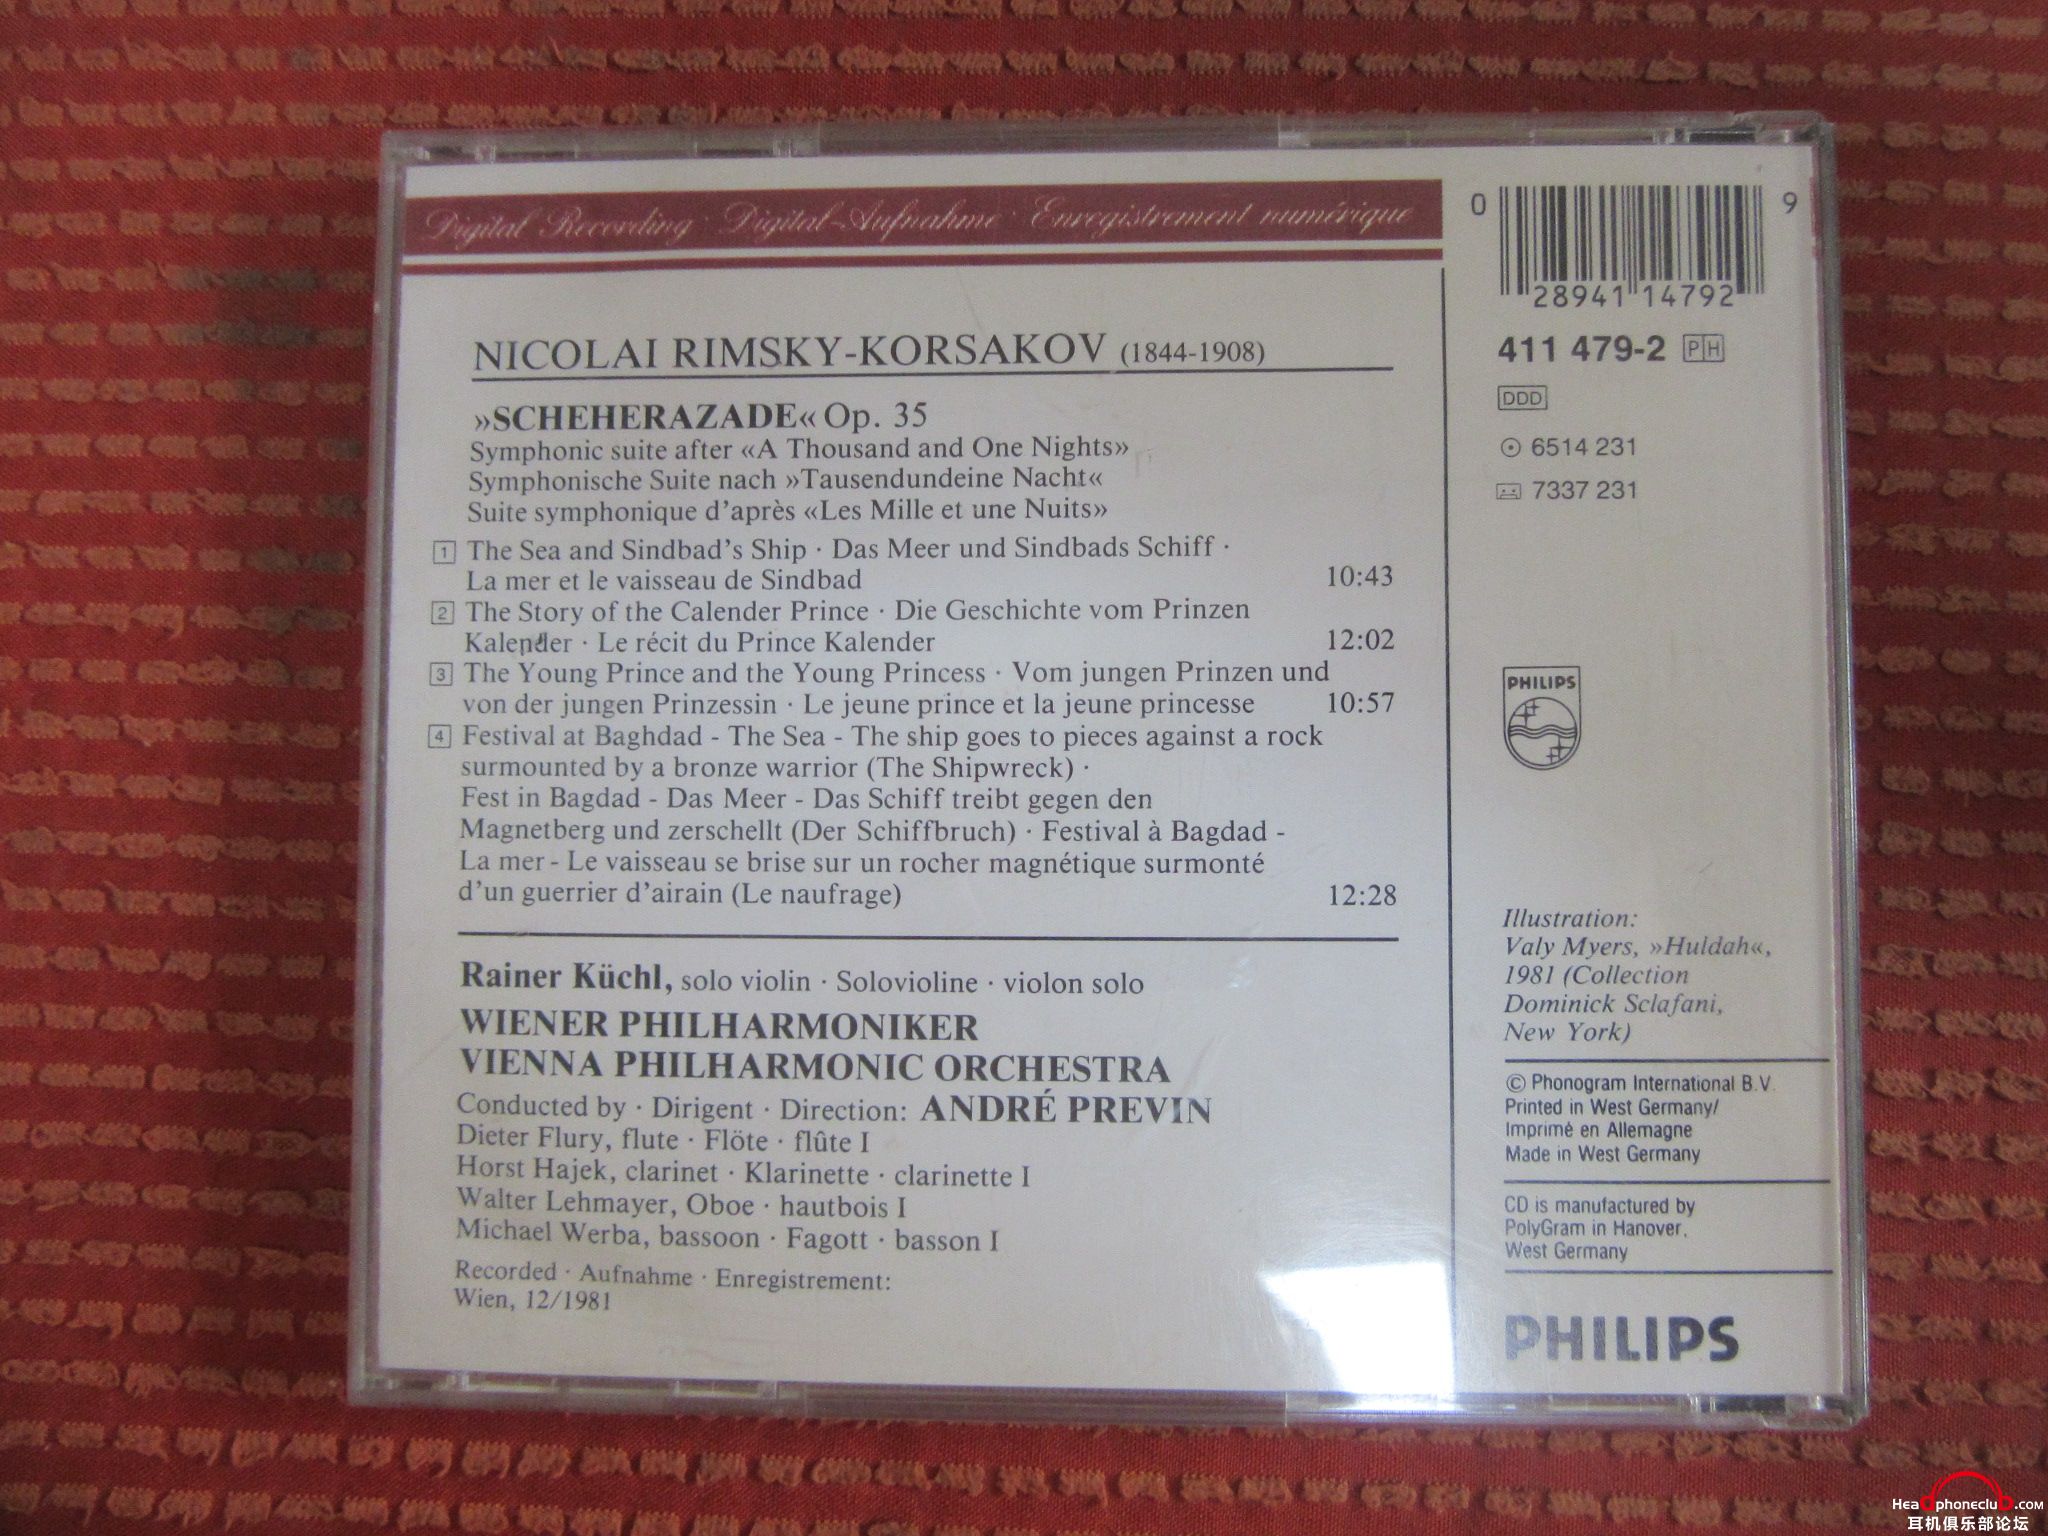 Digital Recording · Digital-Aufnahme · Enregistrement numérique
NICOLAI RIMSKY-KORSAKOV (1844-1908)
»SCHEHERAZADE« Op. 35
Symphonic suite after «A Thousand and One Nights»
Symphonische Suite nach »Tausendundeine Nacht«
Suite symphonique d'après «Les Mille et une Nuits»
1 The Sea and Sindbad's Ship · Das Meer und Sindbads Schiff ·
La mer et le vaisseau de Sindbad 10:43
2 The Story of the Calender Prince · Die Geschichte vom Prinzen
Kalender · Le récit du Prince Kalender 12:02
3 The Young Prince and the Young Princess · Vom jungen Prinzen und
von der jungen Prinzessin · Le jeune prince et la jeune princesse 10:57
4 Festival at Baghdad - The Sea - The ship goes to pieces against a rock
surmounted by a bronze warrior (The Shipwreck) ·
Fest in Bagdad - Das Meer - Das Schiff treibt gegen den
Magnetberg und zerschellt (Der Schiffbruch) · Festival à Bagdad -
La mer - Le vaisseau se brise sur un rocher magnétique surmonté
d'un guerrier d'airain (Le naufrage) 12:28
Rainer Küchl, solo violin · Solovioline · violon solo
WIENER PHILHARMONIKER
VIENNA PHILHARMONIC ORCHESTRA
Conducted by · Dirigent · Direction: ANDRÉ PREVIN
Dieter Flury, flute · Flöte · flûte I
Horst Hajek, clarinet · Klarinette · clarinette I
Walter Lehmayer, Oboe · hautbois I
Michael Werba, bassoon · Fagott · basson I
Recorded · Aufnahme · Enregistrement:
Wien, 12/1981
0 28941 14792 9
411 479-2 PH
DDD
6514 231
7337 231
PHILIPS
Illustration:
Valy Myers, »Huldah«,
1981 (Collection
Dominick Sclafani,
New York)
© Phonogram International B.V.
Printed in West Germany/
Imprimé en Allemagne
Made in West Germany
CD is manufactured by
PolyGram in Hanover,
West Germany
PHILIPS
Headphoneclub.com
耳机俱乐部论坛